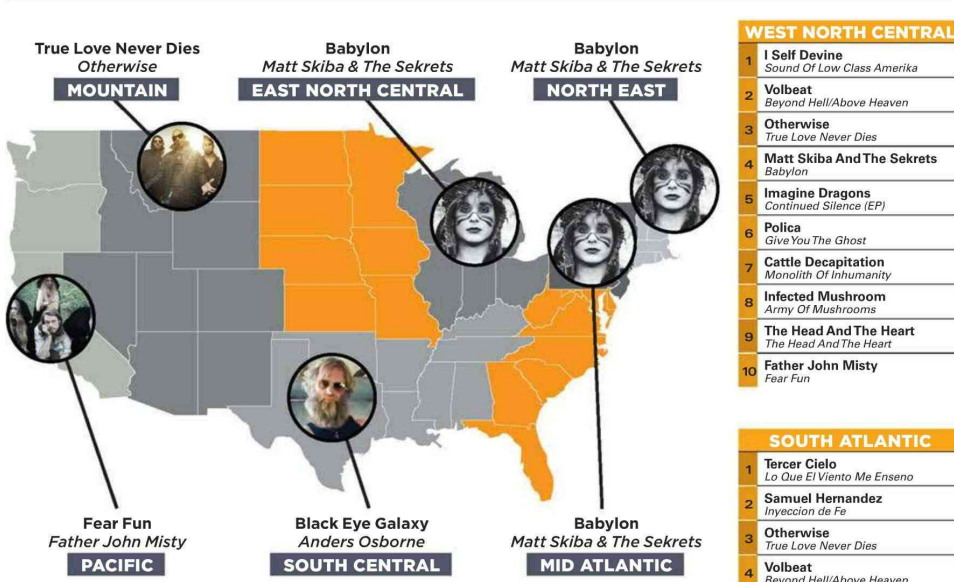 True Love Never Dies
Otherwise
MOUNTAIN
Babylon
Matt Skiba & The Sekrets
EAST NORTH CENTRAL
Babylon
Matt Skiba & The Sekrets
NORTH EAST
Fear Fun
Father John Misty
PACIFIC
Black Eye Galaxy
Anders Osborne
SOUTH CENTRAL
Babylon
Matt Skiba & The Sekrets
MID ATLANTIC
WEST NORTH CENTRAL
1 I Self Devine
Sound Of Low Class Amerika
2 Volbeat
Beyond Hell/Above Heaven
3 Otherwise
True Love Never Dies
4 Matt Skiba And The Sekrets
Babylon
5 Imagine Dragons
Continued Silence (EP)
6 Polica
Give You The Ghost
7 Cattle Decapitation
Monolith Of Inhumanity
8 Infected Mushroom
Army Of Mushrooms
9 The Head And The Heart
The Head And The Heart
10 Father John Misty
Fear Fun
SOUTH ATLANTIC
1 Tercer Cielo
Lo Que El Viento Me Enseno
2 Samuel Hernandez
Inyeccion de Fe
3 Otherwise
True Love Never Dies
4 Volbeat
Beyond Hell/Above Heaven